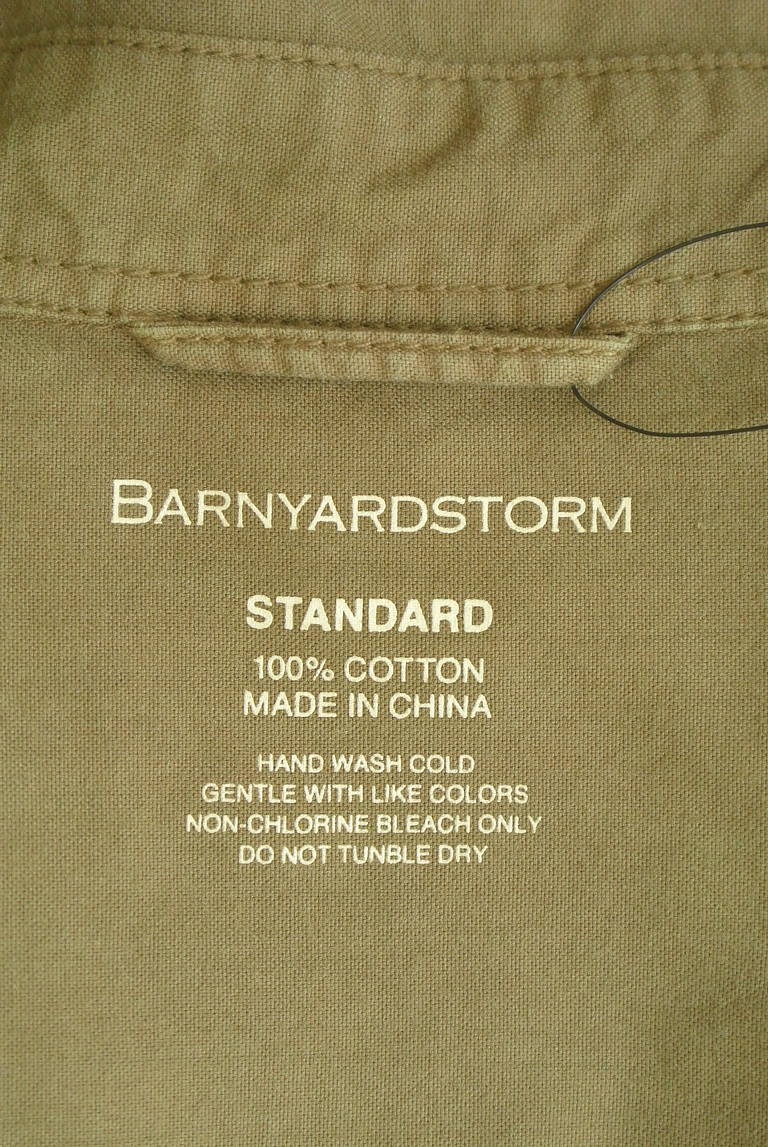 BARNYARDSTORM
STANDARD
100% COTTON
MADE IN CHINA
HAND WASH COLD
GENTLE WITH LIKE COLORS
NON-CHLORINE BLEACH ONLY
DO NOT TUNBLE DRY